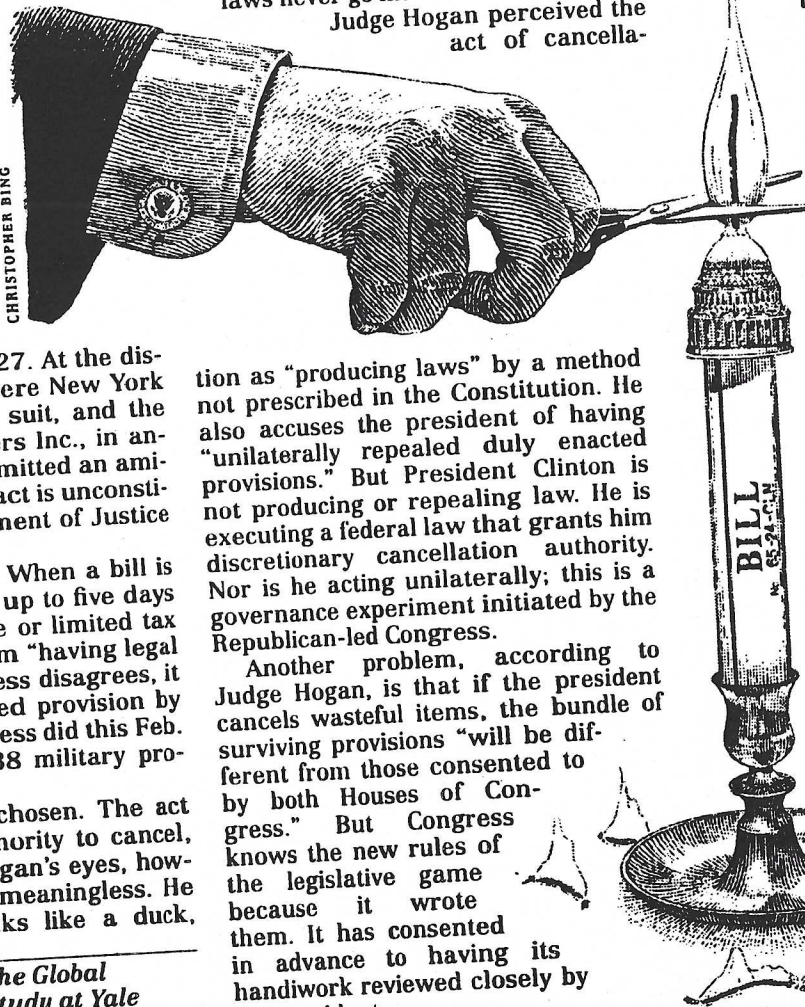 laws never
Judge Hogan perceived the
act of cancella-
CHRISTOPHER BING
27. At the dis-
ere New York
suit, and the
ers Inc., in an-
mitted an ami-
act is unconsti-
ment of Justice
When a bill is
up to five days
e or limited tax
m “having legal
ess disagrees, it
ed provision by
ess did this Feb.
38 military pro-
chosen. The act
hority to cancel,
gan's eyes, how-
meaningless. He
ks like a duck,
he Global
tudy at Yale
tion as “producing laws” by a method
not prescribed in the Constitution. He
also accuses the president of having
“unilaterally repealed duly enacted
provisions.” But President Clinton is
not producing or repealing law. He is
executing a federal law that grants him
discretionary cancellation authority.
Nor is he acting unilaterally; this is a
governance experiment initiated by the
Republican-led Congress.
Another problem, according to
Judge Hogan, is that if the president
cancels wasteful items, the bundle of
surviving provisions “will be dif-
ferent from those consented to
by both Houses of Con-
gress.” But Congress
knows the new rules of
the legislative game
because it wrote
them. It has consented
in advance to having its
handiwork reviewed closely by
BILL
65-24-CLN